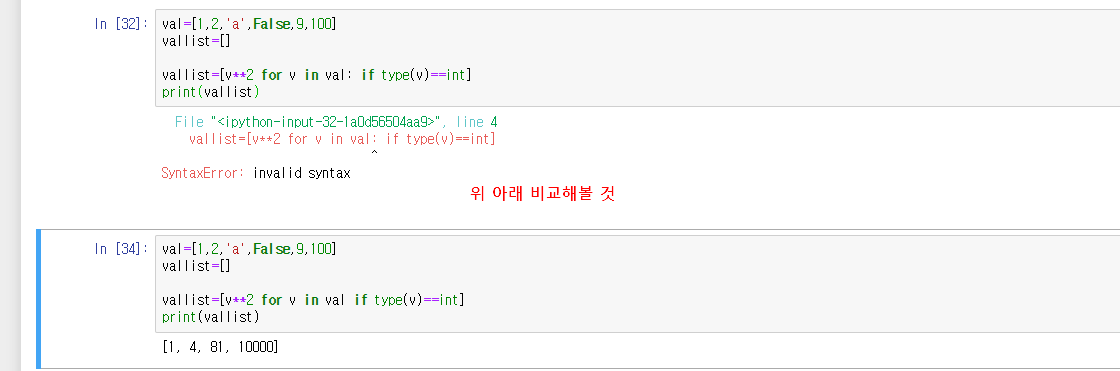 In [32]: val=[1,2,'a',False,9,100]
vallist=[]
vallist=[v**2 for v in val: if type(v)==int]
print(vallist)
File "<ipython-input-32-1a0d56504aa9>", line 4
vallist=[v**2 for v in val: if type(v)==int]
^
SyntaxError: invalid syntax
위 아래 비교해볼 것
In [34]: val=[1,2,'a',False,9,100]
vallist=[]
vallist=[v**2 for v in val if type(v)==int]
print(vallist)
[1, 4, 81, 10000]